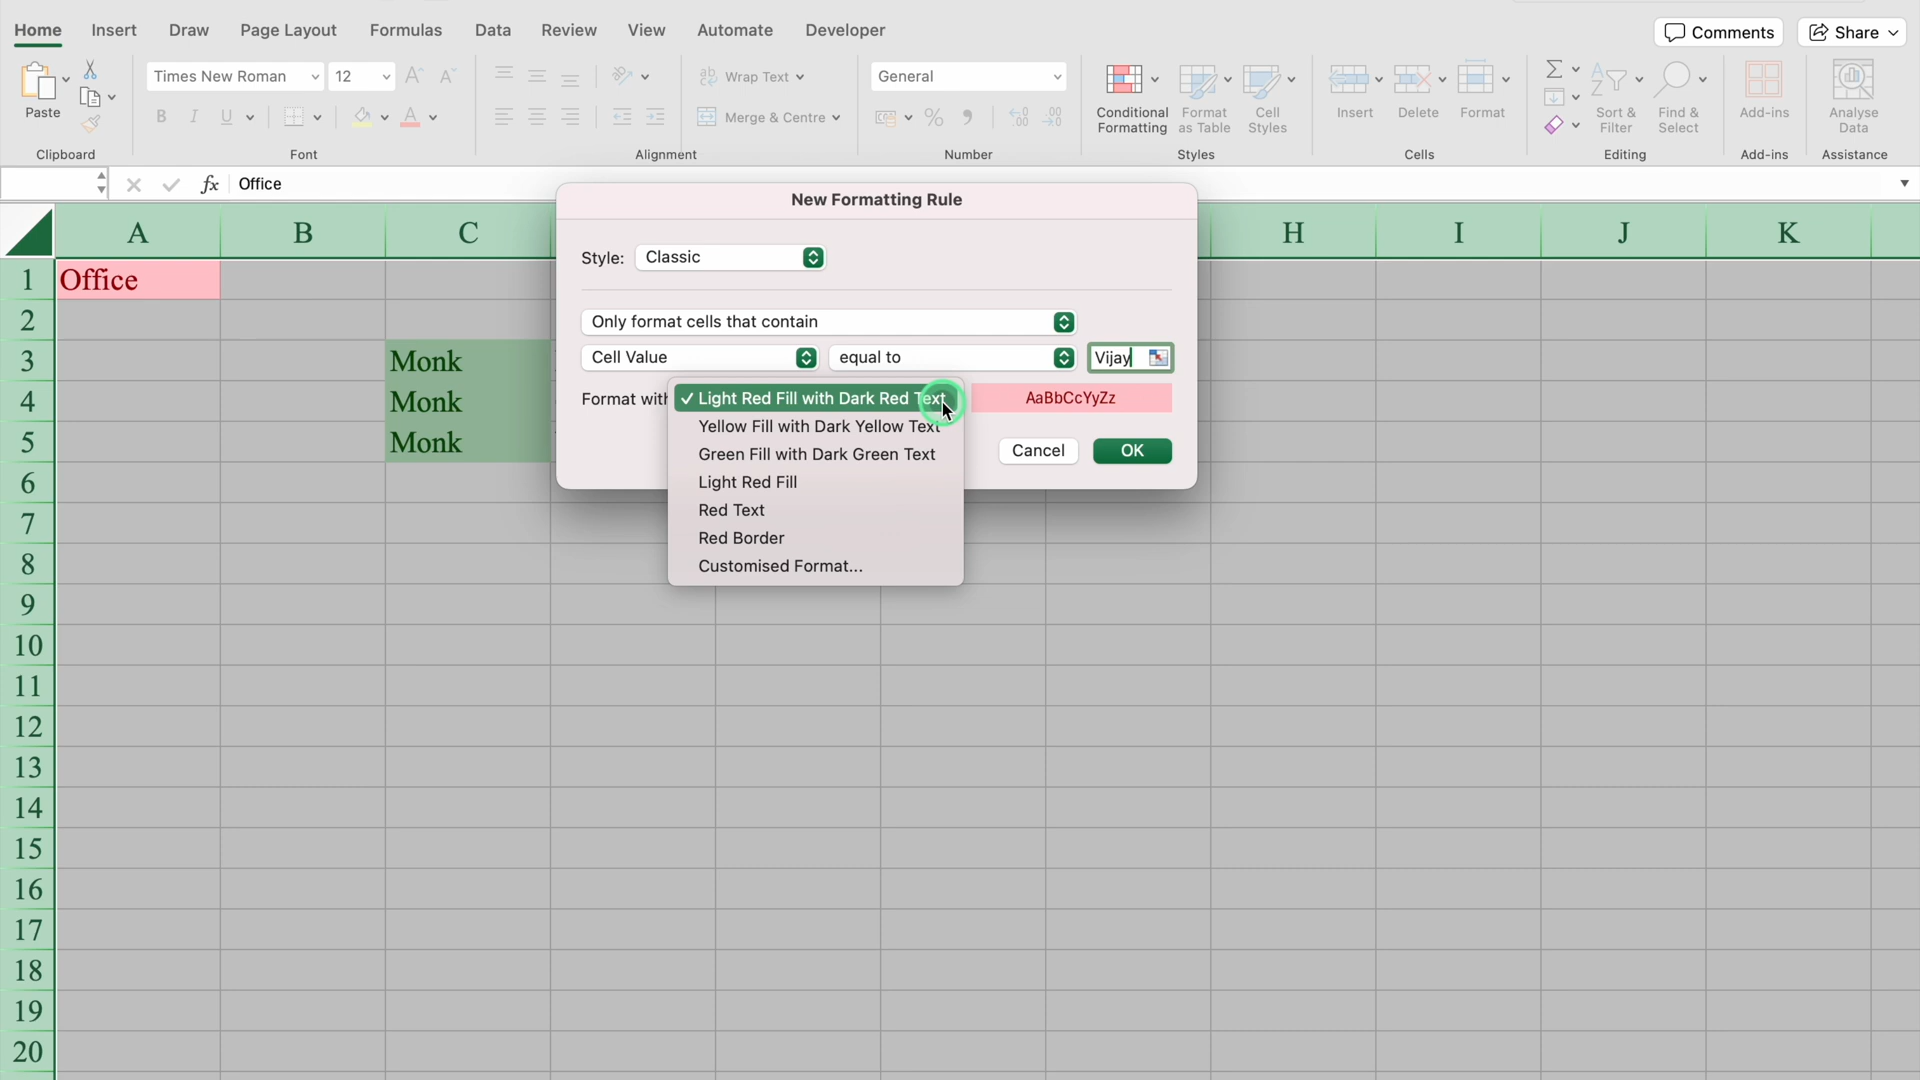 Home Insert Draw Page Layout Formulas Data Review View Automate Developer Comments Share
Times New Roman 12 Wrap Text General
Paste B I U Merge & Centre % Conditional Formatting Format as Table Cell Styles Insert Delete Format Sort & Filter Find & Select Add-ins Analyse Data
Clipboard Font Alignment Number Styles Cells Editing Add-ins Assistance
fx Office
New Formatting Rule
A B C H I J K
Style: Classic
1 Office
2 Only format cells that contain
3 Monk Cell Value equal to Vijay
4 Monk Format with ✓ Light Red Fill with Dark Red Text AaBbCcYyZz
Yellow Fill with Dark Yellow Text
5 Monk Green Fill with Dark Green Text Cancel OK
6 Light Red Fill
7 Red Text
Red Border
8 Customised Format...
9
10
11
12
13
14
15
16
17
18
19
20